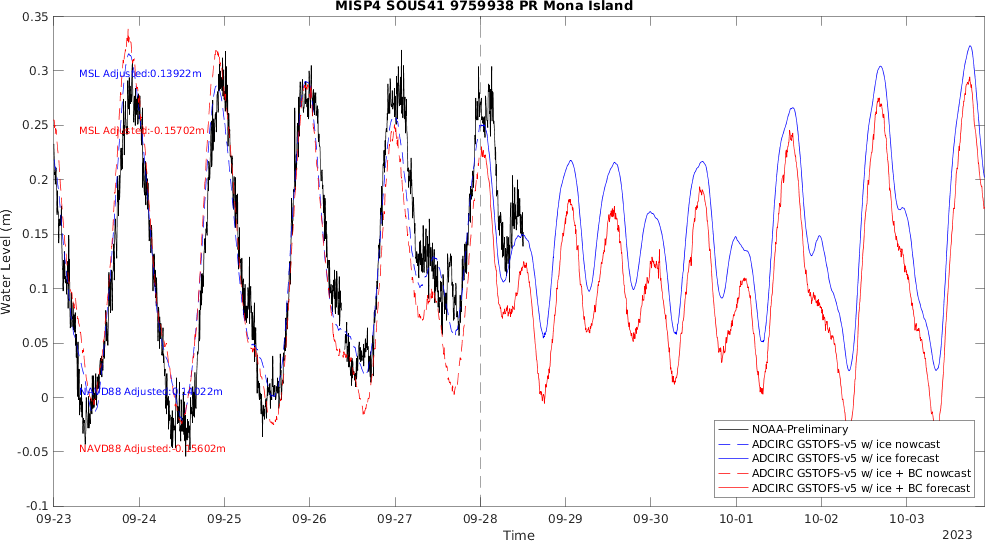 MISP4 SOUS41 9759938 PR Mona Island
0.35
0.3
0.25
0.2
0.15
0.1
0.05
0
-0.05
-0.1
Water Level (m)
MSL Adjusted:0.13922m
MSL Adjusted:-0.15702m
NAVD88 Adjusted:0.14022m
NAVD88 Adjusted:-0.15602m
NOAA-Preliminary
ADCIRC GSTOFS-v5 w/ ice nowcast
ADCIRC GSTOFS-v5 w/ ice forecast
ADCIRC GSTOFS-v5 w/ ice + BC nowcast
ADCIRC GSTOFS-v5 w/ ice + BC forecast
09-23 09-24 09-25 09-26 09-27 09-28 09-29 09-30 10-01 10-02 10-03
Time
2023